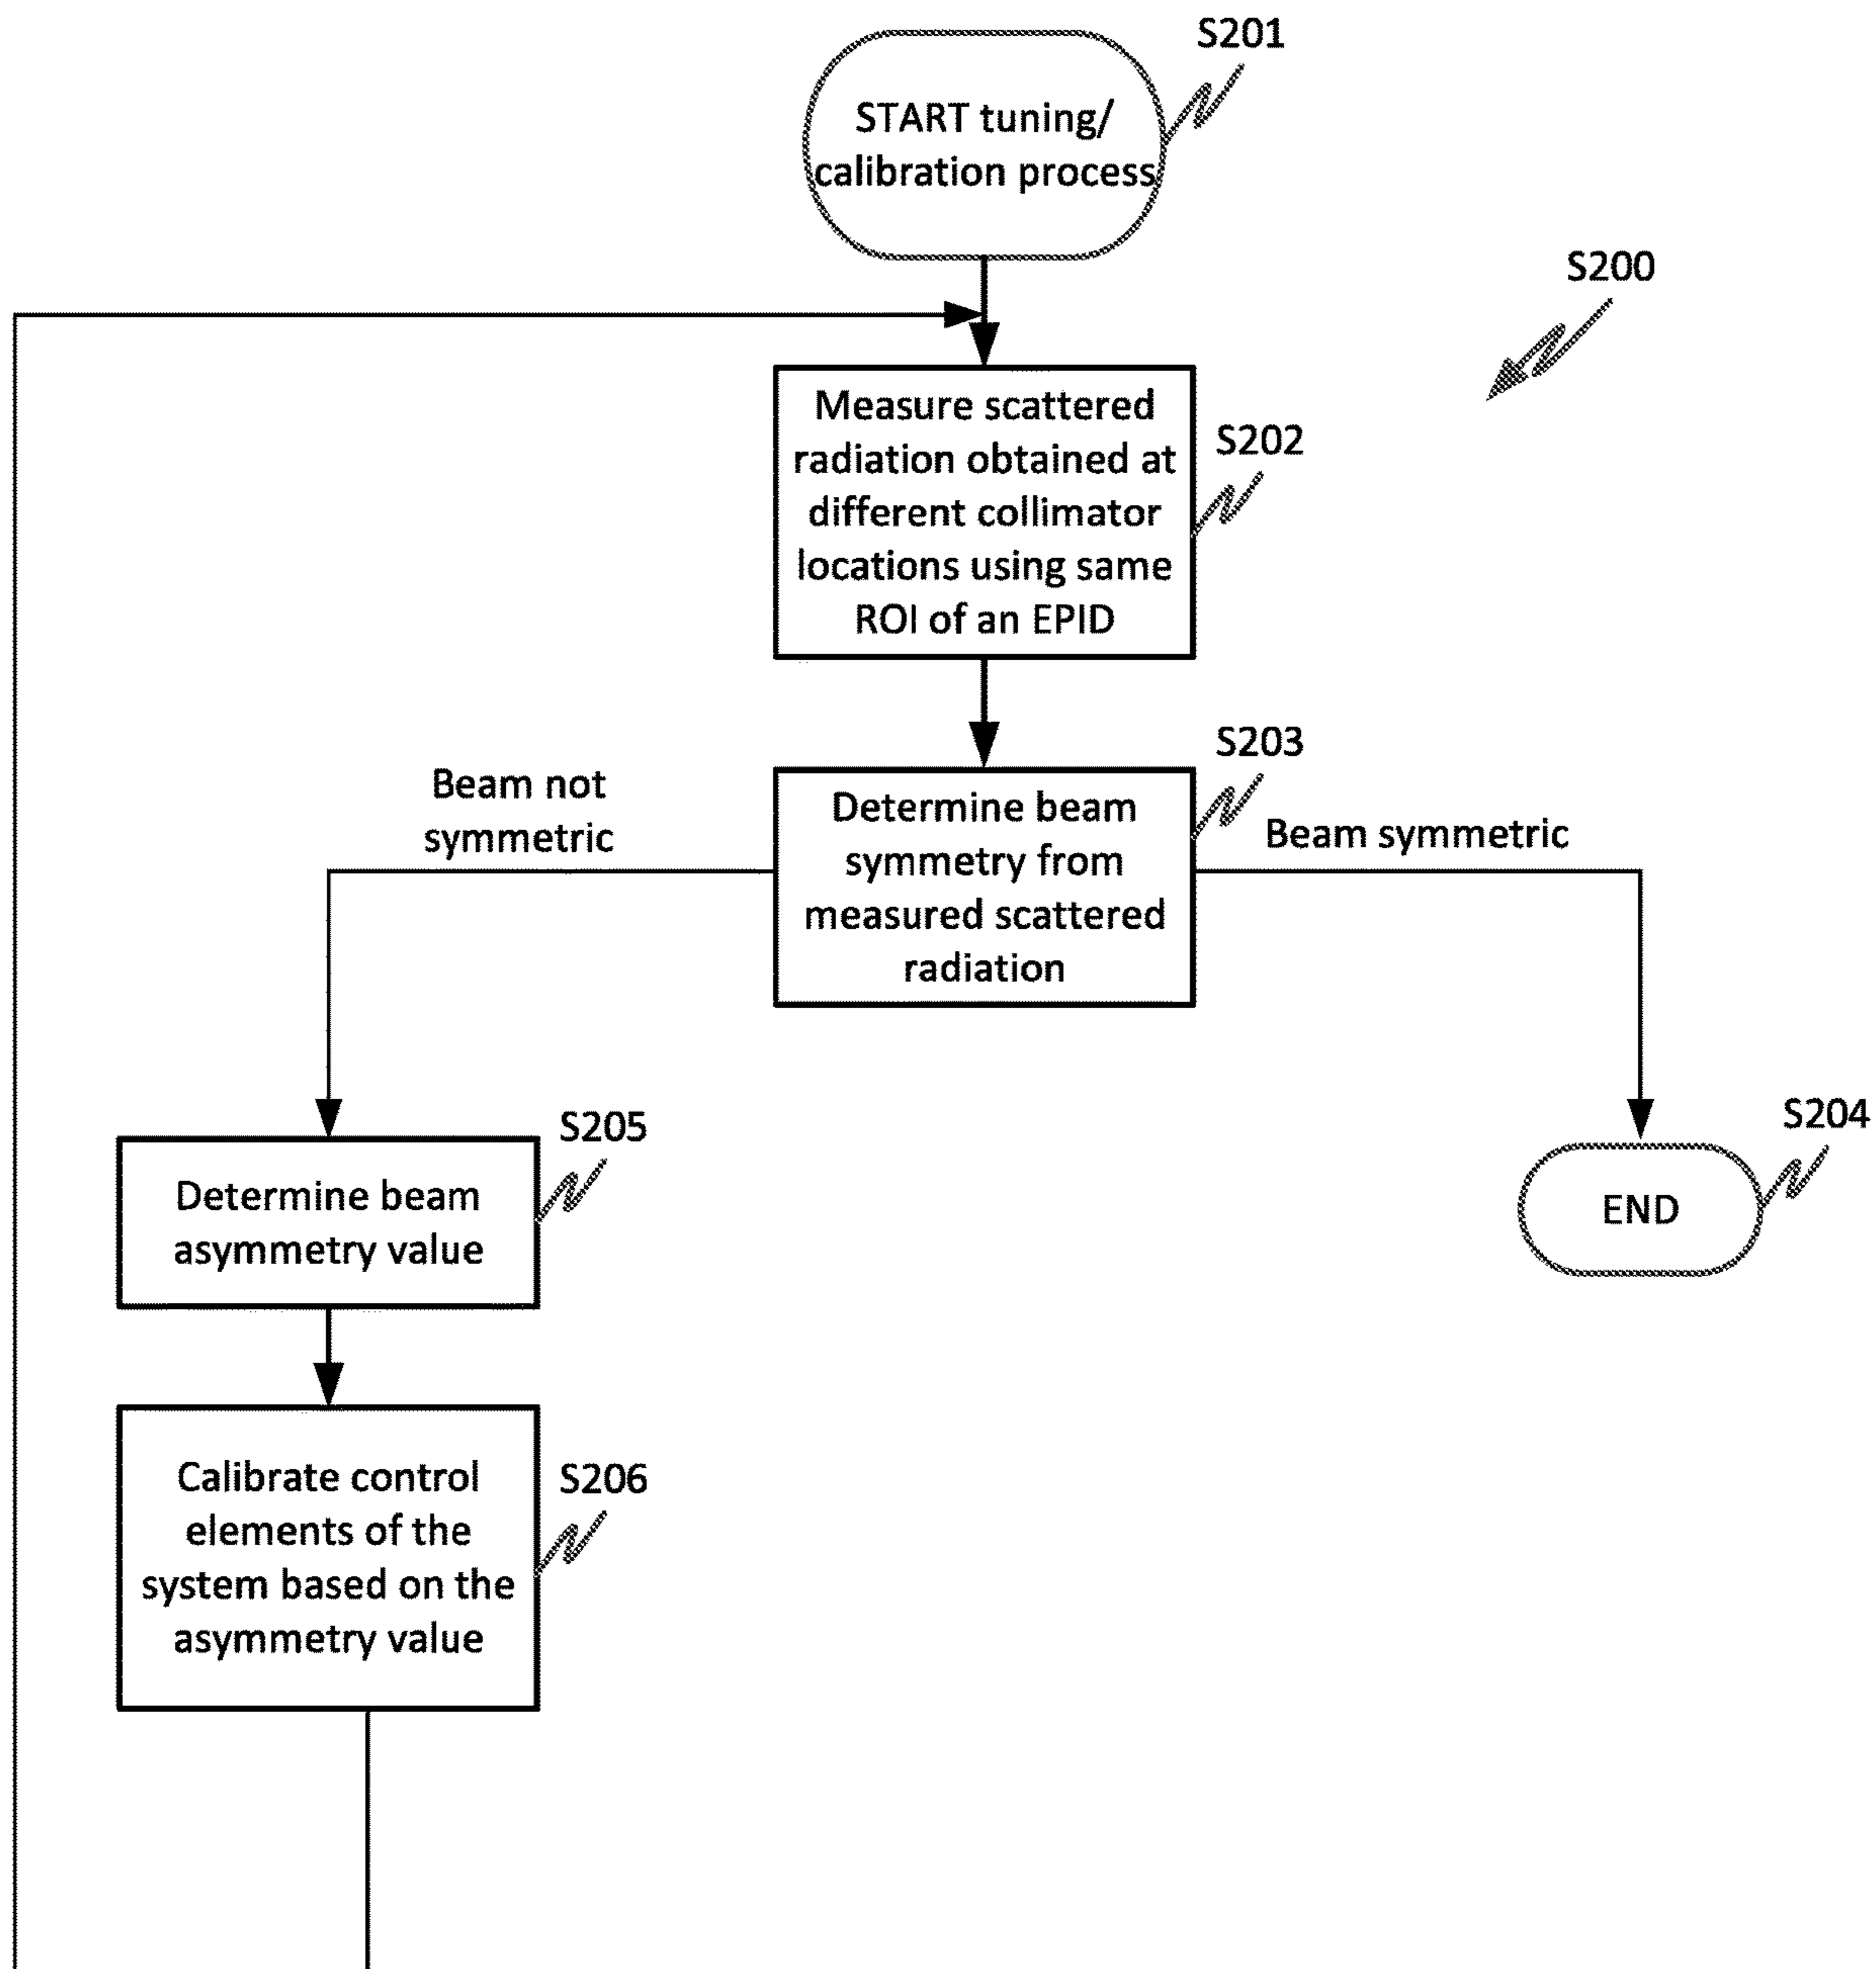 S201
START tuning/
calibration process
S200
Measure scattered
radiation obtained at
different collimator
locations using same
ROI of an EPID
S202
S203
Beam not
symmetric
Determine beam
symmetry from
measured scattered
radiation
Beam symmetric
S205
Determine beam
asymmetry value
S204
END
Calibrate control
elements of the
system based on the
asymmetry value
S206